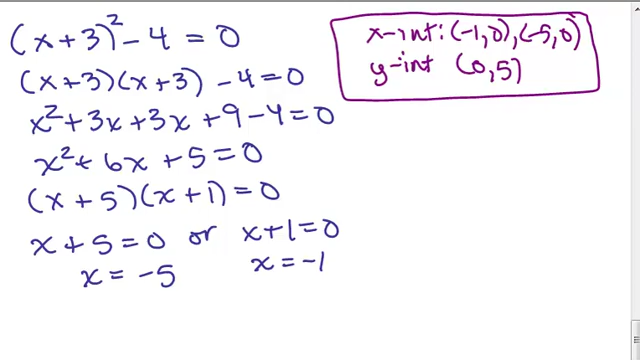 (x+3)² - 4 = 0
(x+3)(x+3) - 4 = 0
x² + 3x + 3x + 9 - 4 = 0
x² + 6x + 5 = 0
(x + 5)(x + 1) = 0
x + 5 = 0 or x + 1 = 0
x = -5 x = -1
x-int: (-1,0), (-5,0)
y-int (0,5)